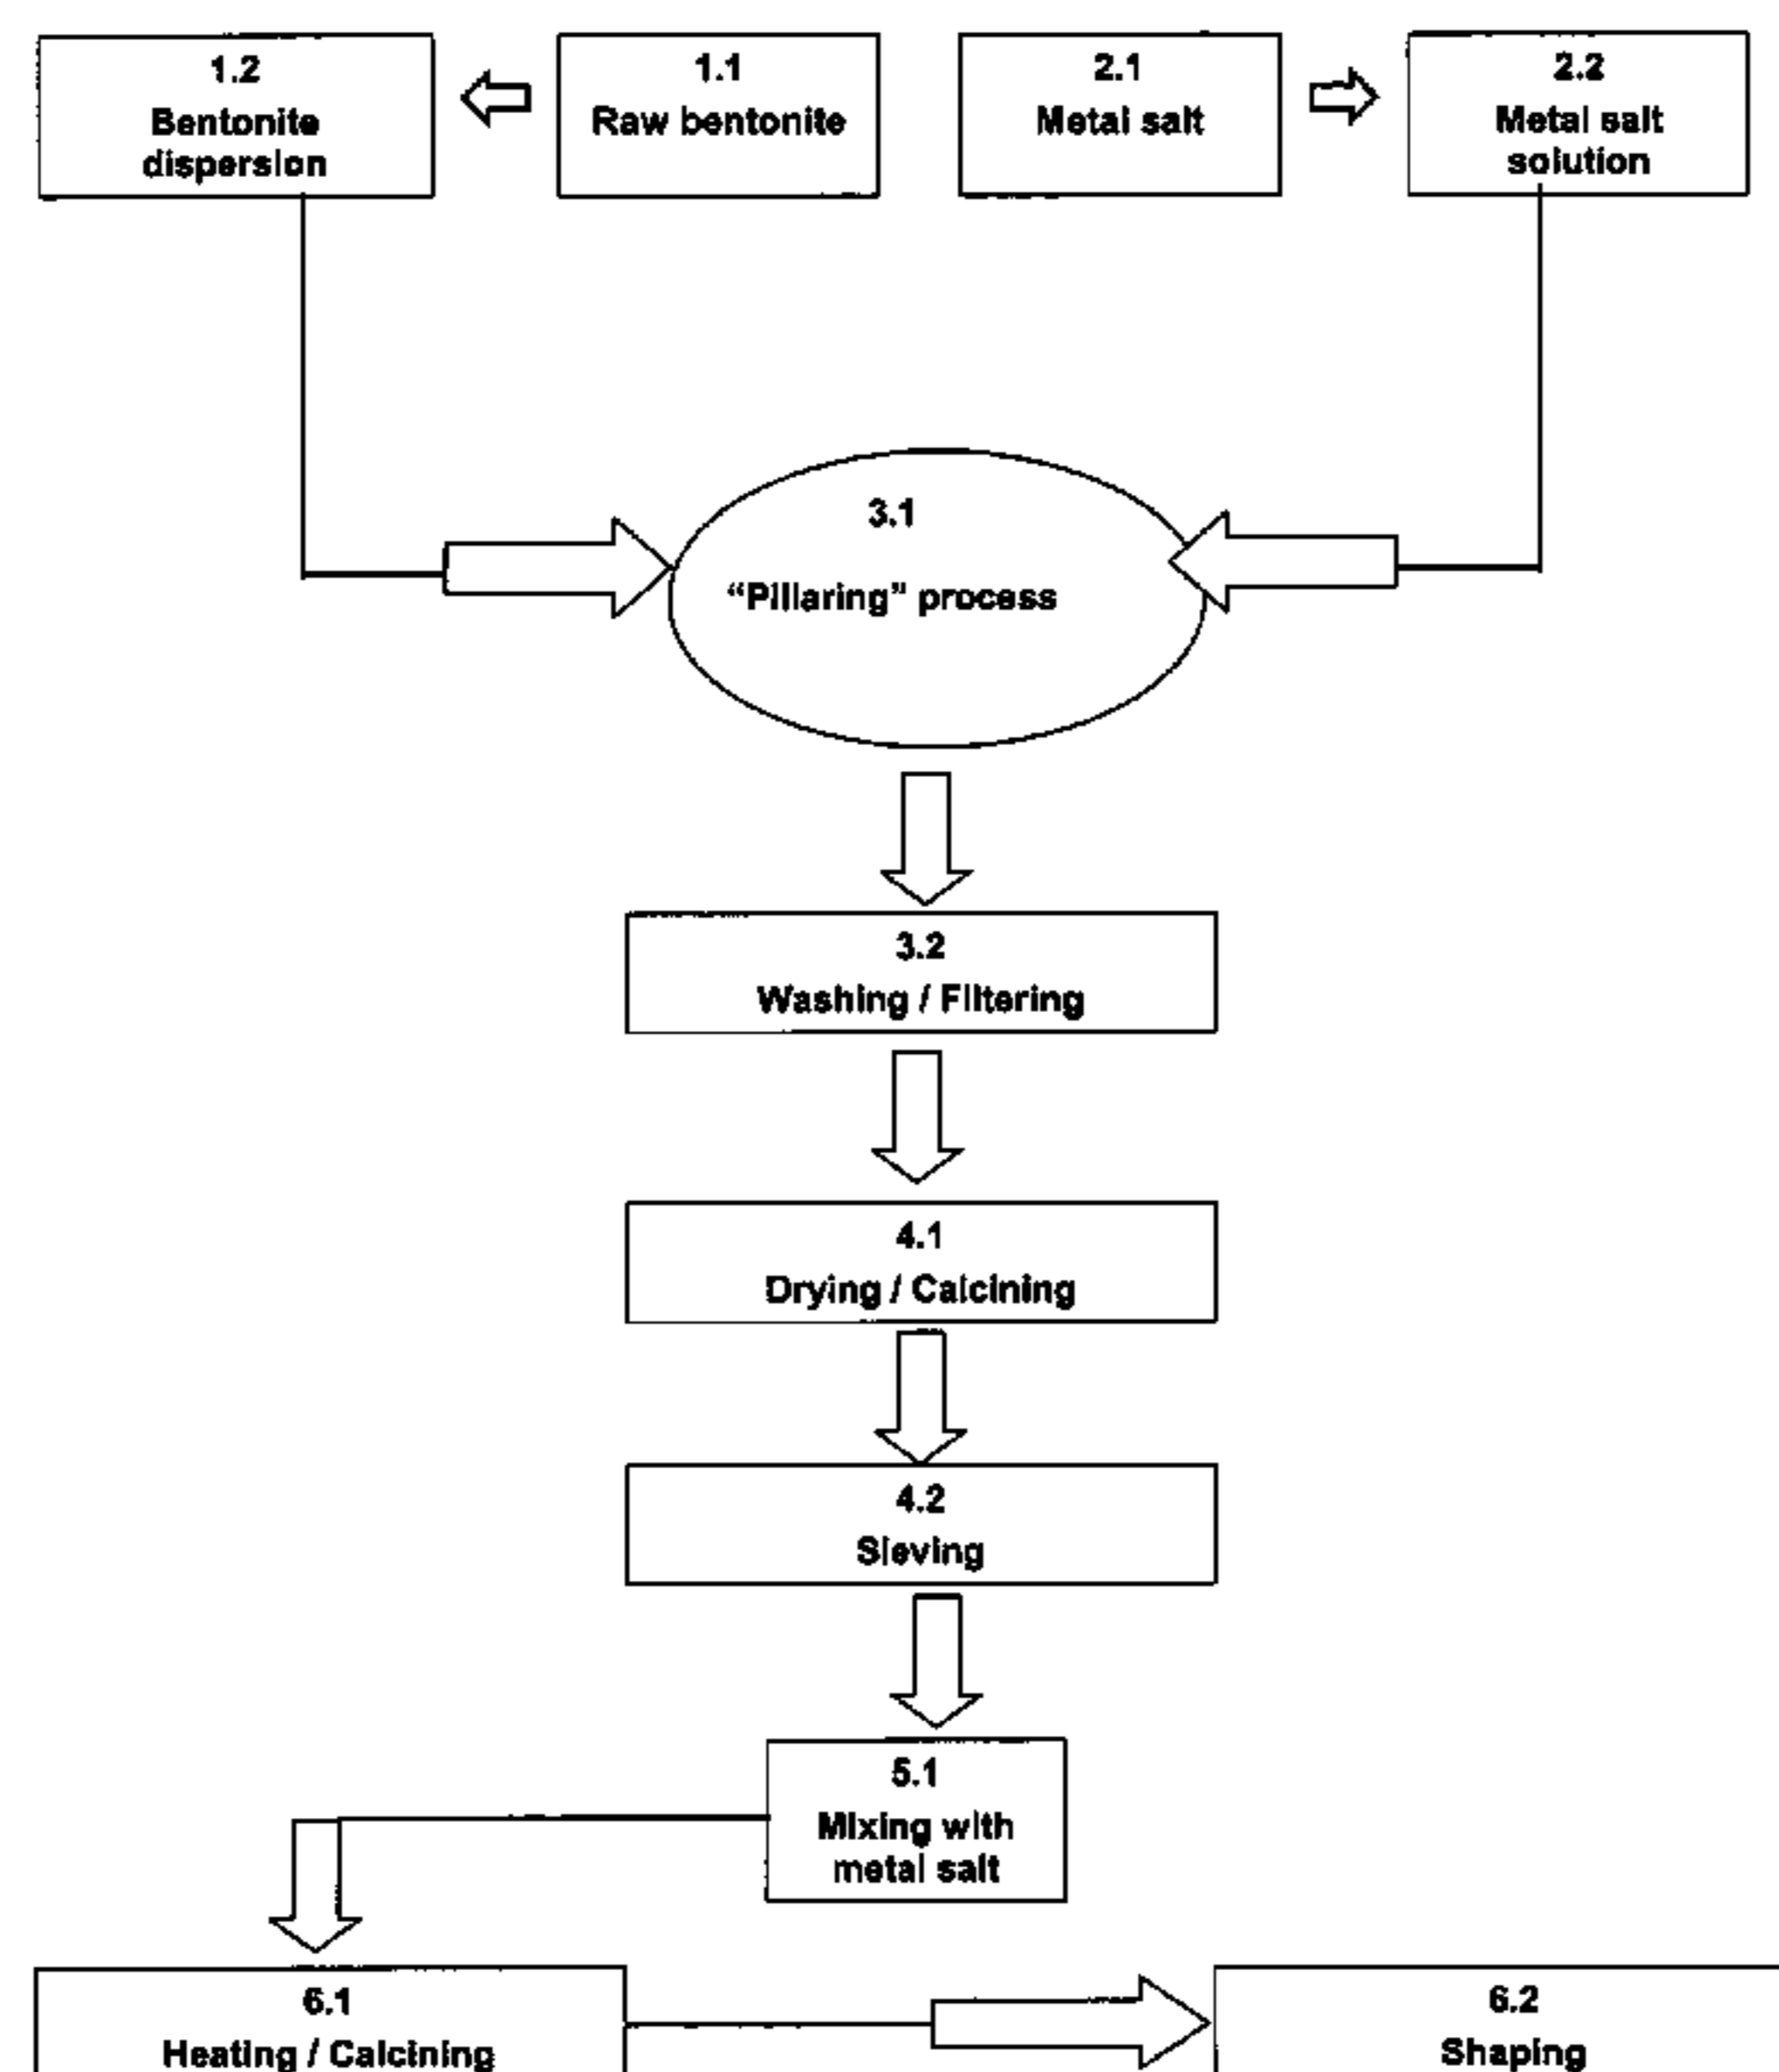 1.2
Bentonite
dispersion
1.1
Raw bentonite
2.1
Metal salt
2.2
Metal salt
solution
3.1
“Pillaring” process
3.2
Washing / Filtering
4.1
Drying / Calcining
4.2
Sieving
5.1
Mixing with
metal salt
6.1
Heating / Calcining
6.2
Shaping